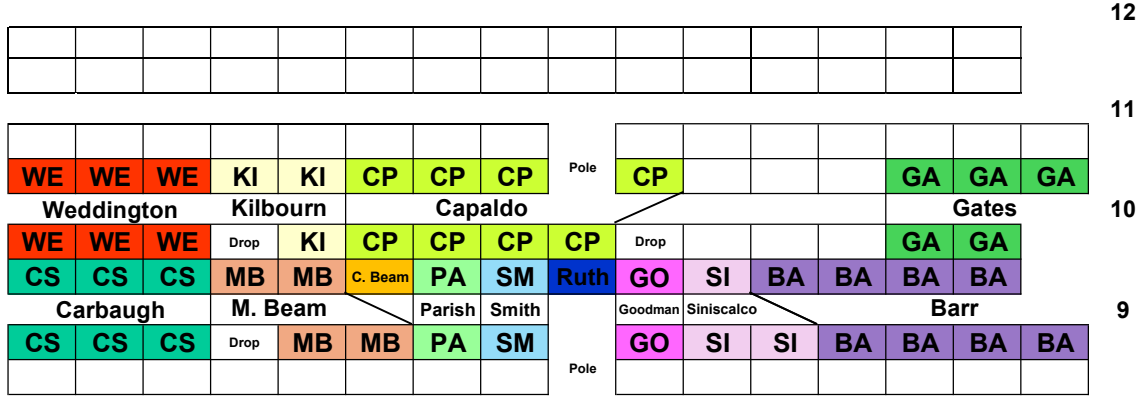 12
11
WE WE WE KI KI CP CP CP Pole CP GA GA GA
Weddington Kilbourn Capaldo Gates 10
WE WE WE Drop KI CP CP CP CP Drop GA GA
CS CS CS MB MB C. Beam PA SM Ruth GO SI BA BA BA BA
Carbaugh M. Beam Parish Smith Goodman Siniscalco Barr 9
CS CS CS Drop MB MB PA SM GO SI SI BA BA BA BA
Pole